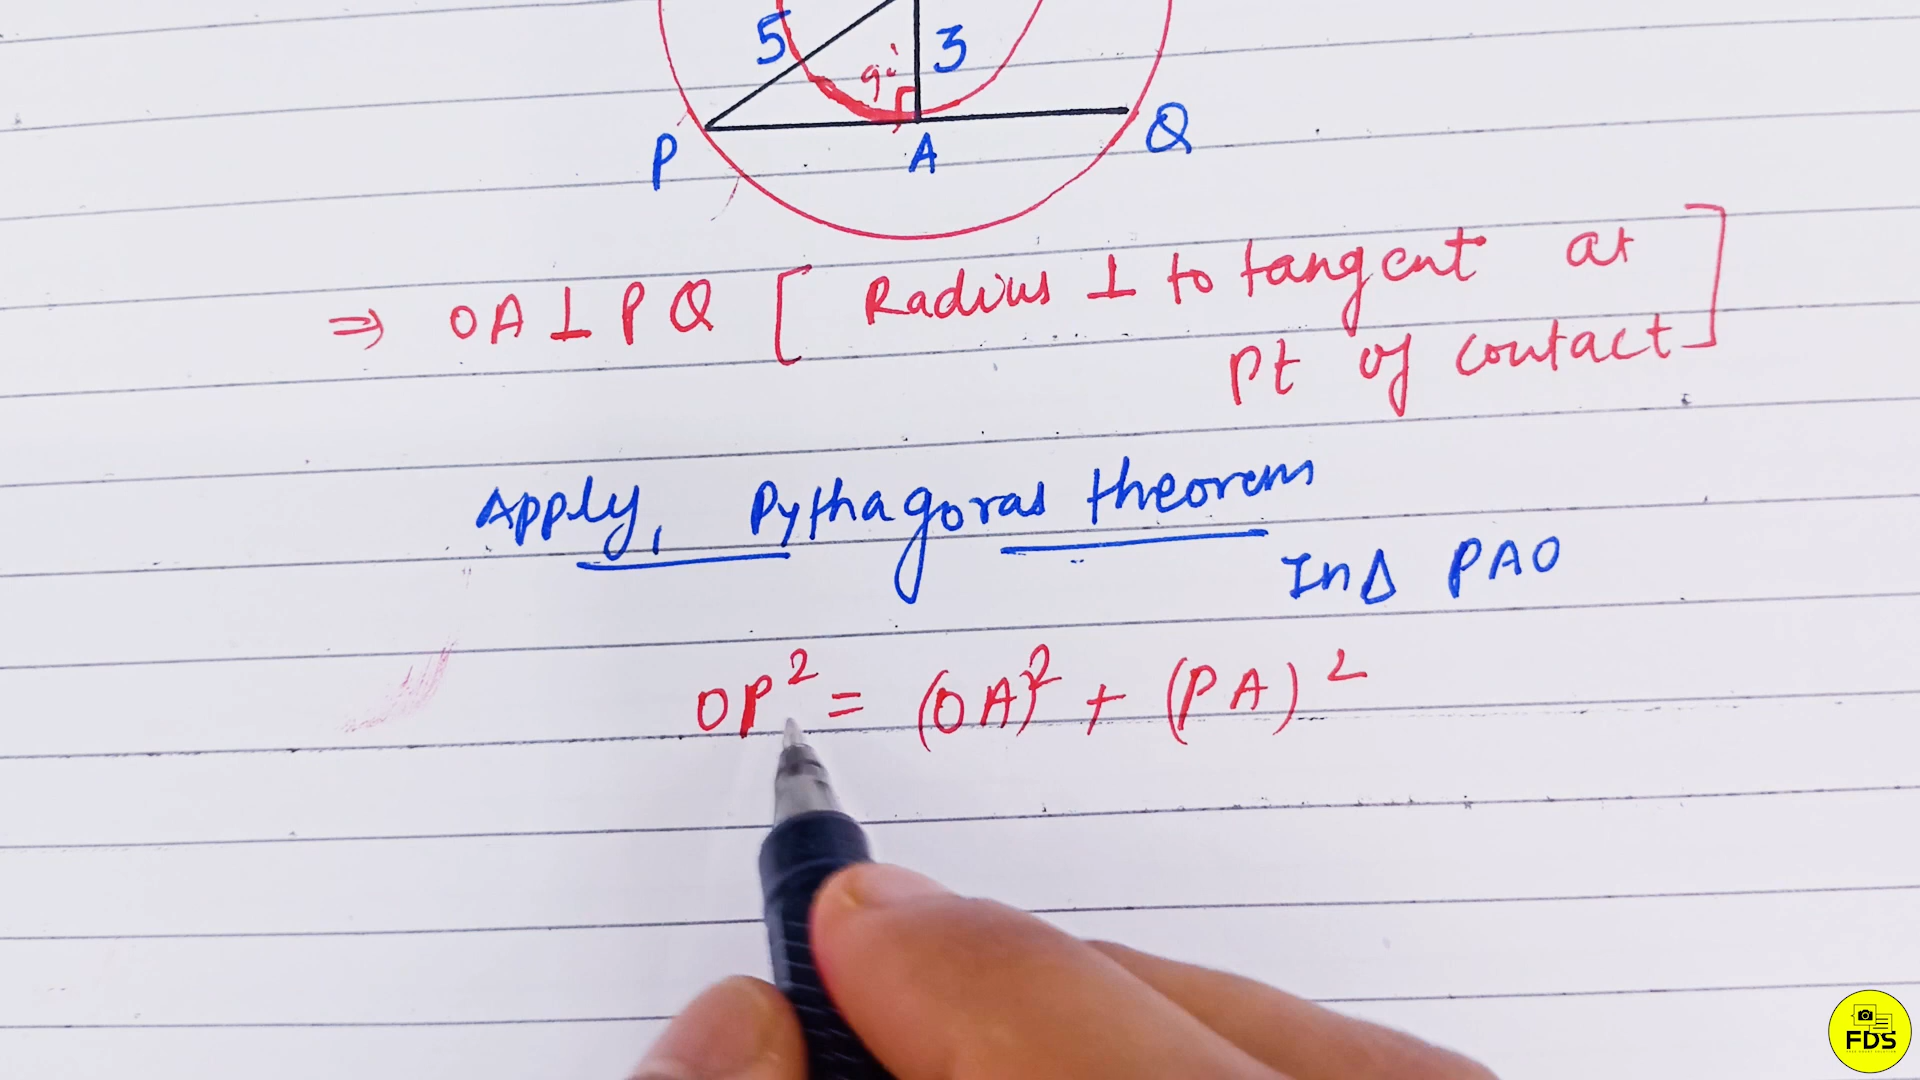 5 3
90
P A Q
⇒ OA ⊥ PQ [ Radius ⊥ to tangent at
pt of contact ]
Apply, Pythagoras theorem
In Δ PAO
OP² = (OA)² + (PA)²
FDS